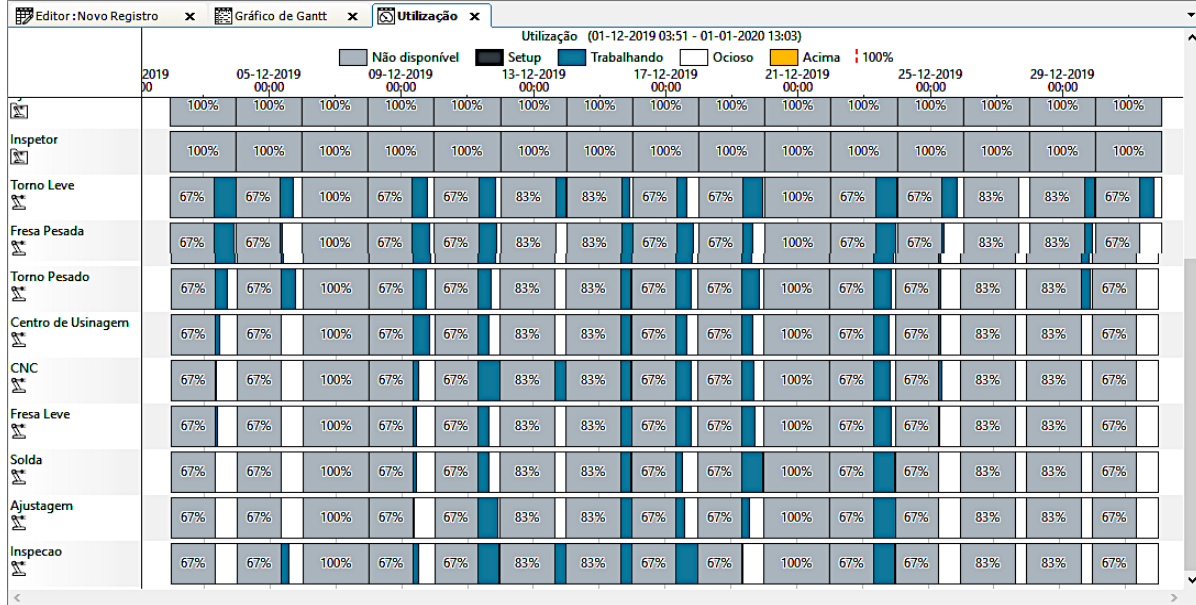 Editor:Novo Registro x Gráfico de Gantt x Utilização x
Utilização (01-12-2019 03:51 - 01-01-2020 13:03)
Não disponível Setup Trabalhando Ocioso Acima 100%
2019 05-12-2019 09-12-2019 13-12-2019 17-12-2019 21-12-2019 25-12-2019 29-12-2019
00 00:00 00:00 00:00 00:00 00:00 00:00 00:00
100% 100% 100% 100% 100% 100% 100% 100% 100% 100% 100% 100% 100% 100% 100%
Inspetor
100% 100% 100% 100% 100% 100% 100% 100% 100% 100% 100% 100% 100% 100% 100%
Torno Leve
67% 67% 100% 67% 67% 83% 83% 67% 67% 100% 67% 67% 83% 83% 67%
Fresa Pesada
67% 67% 100% 67% 67% 83% 83% 67% 67% 100% 67% 67% 83% 83% 67%
Torno Pesado
67% 67% 100% 67% 67% 83% 83% 67% 67% 100% 67% 67% 83% 83% 67%
Centro de Usinagem
67% 67% 100% 67% 67% 83% 83% 67% 67% 100% 67% 67% 83% 83% 67%
CNC
67% 67% 100% 67% 67% 83% 83% 67% 67% 100% 67% 67% 83% 83% 67%
Fresa Leve
67% 67% 100% 67% 67% 83% 83% 67% 67% 100% 67% 67% 83% 83% 67%
Solda
67% 67% 100% 67% 67% 83% 83% 67% 67% 100% 67% 67% 83% 83% 67%
Ajustagem
67% 67% 100% 67% 67% 83% 83% 67% 67% 100% 67% 67% 83% 83% 67%
Inspecao
67% 67% 100% 67% 67% 83% 83% 67% 67% 100% 67% 67% 83% 83% 67%